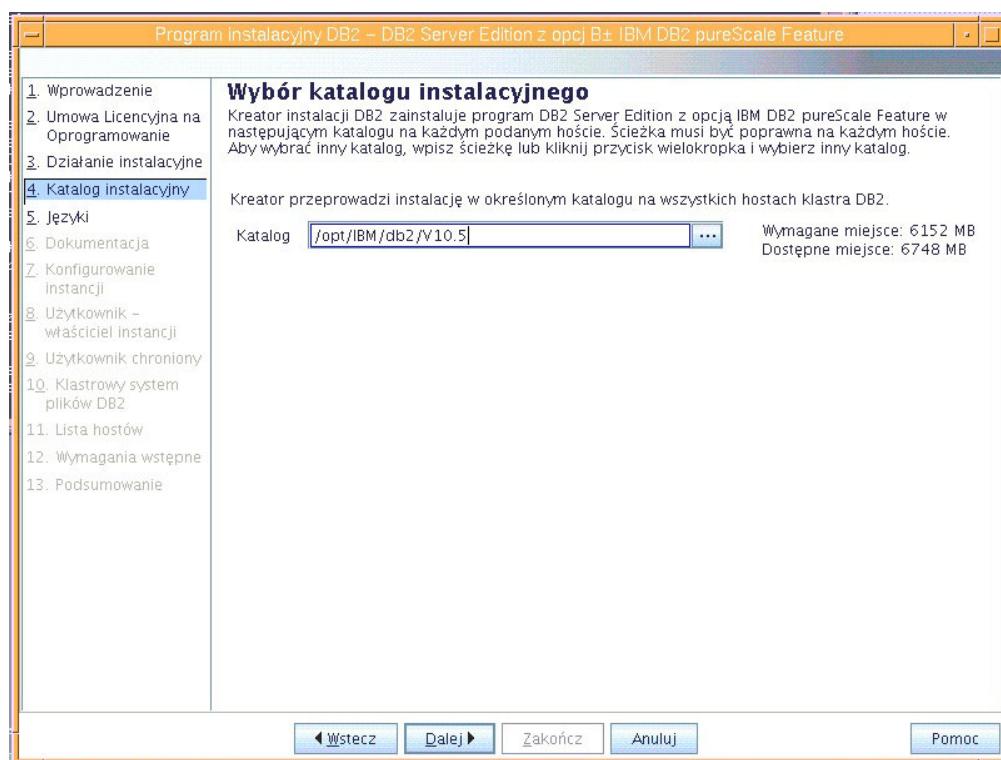 Program instalacyjny DB2 – DB2 Server Edition z opcj B± IBM DB2 pureScale Feature
1. Wprowadzenie
2. Umowa Licencyjna na
Oprogramowanie
3. Działanie instalacyjne
4. Katalog instalacyjny
5. Języki
6. Dokumentacja
7. Konfigurowanie
instancji
8. Użytkownik –
właściciel instancji
9. Użytkownik chroniony
10. Klastrowy system
plików DB2
11. Lista hostów
12. Wymagania wstępne
13. Podsumowanie
Wybór katalogu instalacyjnego
Kreator instalacji DB2 zainstaluje program DB2 Server Edition z opcją IBM DB2 pureScale Feature w
następującym katalogu na każdym podanym hoście. Ścieżka musi być poprawna na każdym hoście.
Aby wybrać inny katalog, wpisz ścieżkę lub kliknij przycisk wielokropka i wybierz inny katalog.
Kreator przeprowadzi instalację w określonym katalogu na wszystkich hostach klastra DB2.
Katalog /opt/IBM/db2/V10.5 ... Wymagane miejsce: 6152 MB
Dostępne miejsce: 6748 MB
Wstecz Dalej Zakończ Anuluj Pomoc